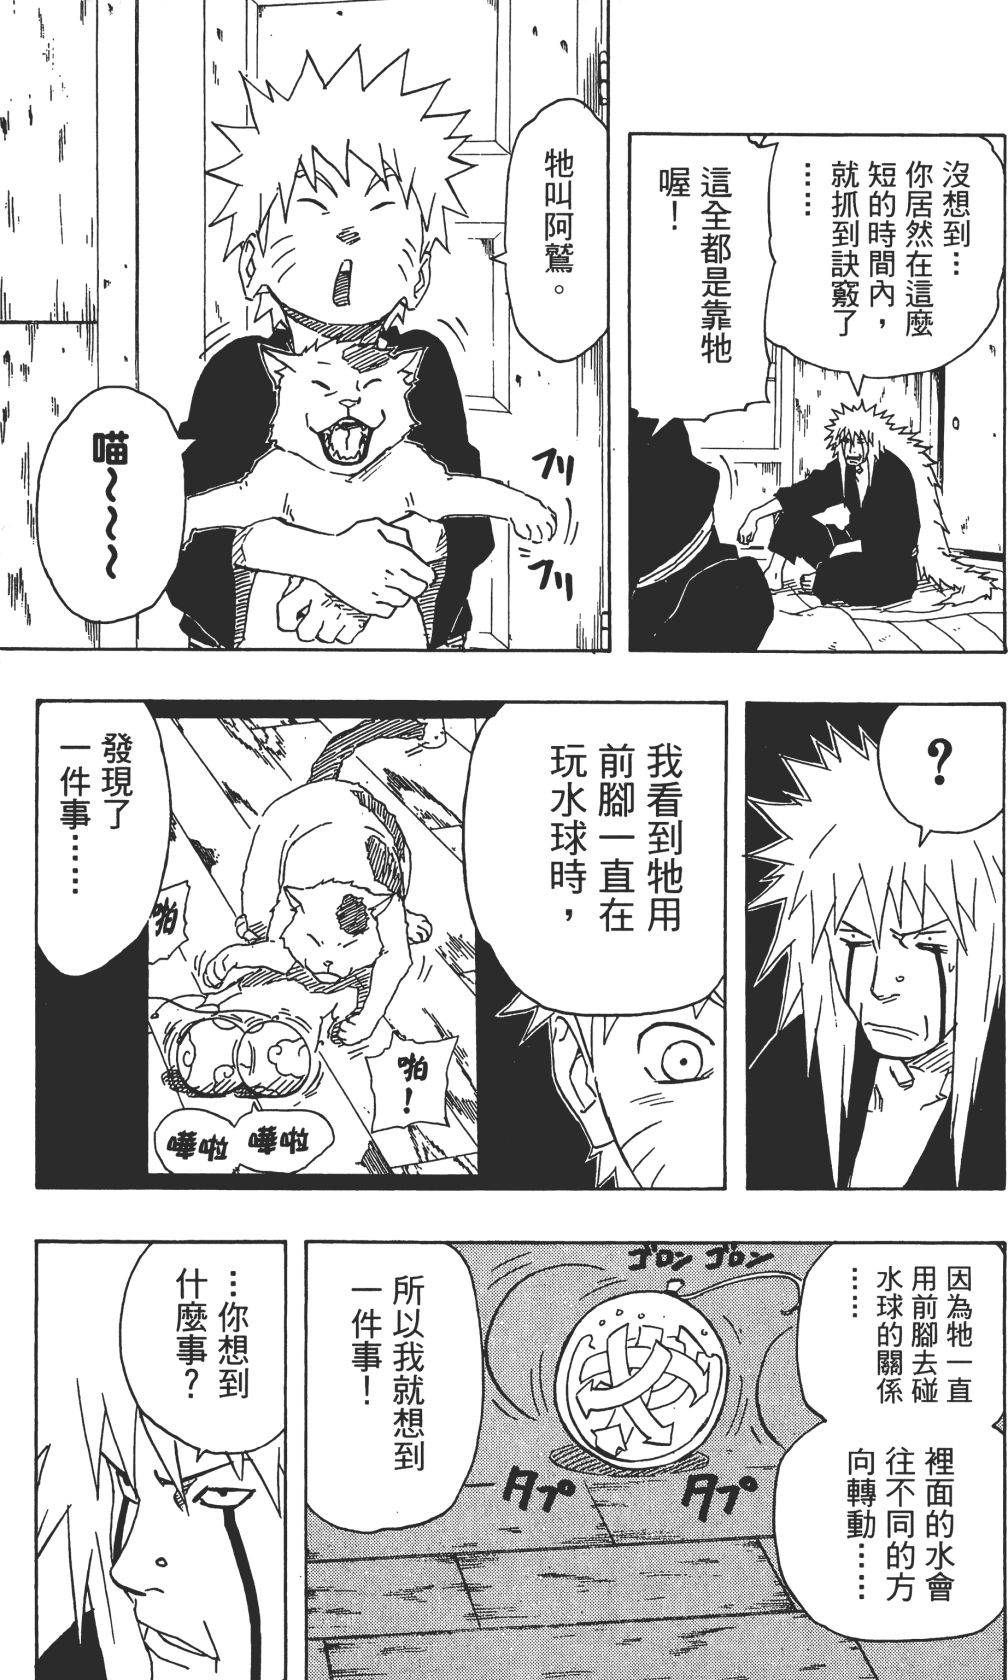 沒想到…
你居然在這麼
短的時間內，
就抓到訣竅了
……
這全都是靠牠
喔！
牠叫阿鷲。
フリ
フリ
喵～～～
？
我看到牠用
前腳一直在
玩水球時，
啪
啪！
嘩啦
嘩啦
發現了
一件事……
因為牠一直
用前腳去碰
水球的關係
……
裡面的水會
往不同的方
向轉動……
ゴロン
ゴロン
タプ
タプ
所以我就想到
一件事！
…你想到
什麼事？